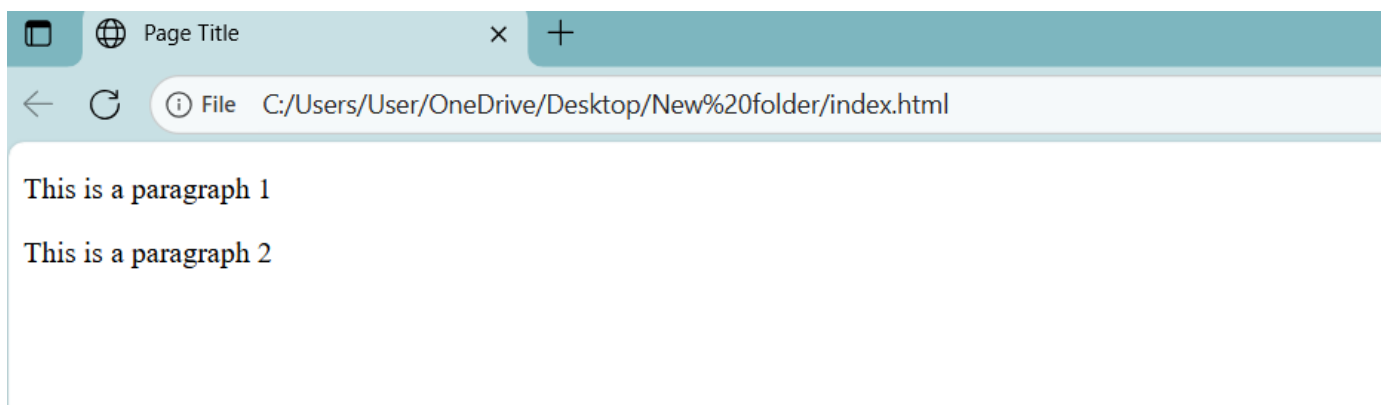 Page Title
File C:/Users/User/OneDrive/Desktop/New%20folder/index.html
This is a paragraph 1
This is a paragraph 2